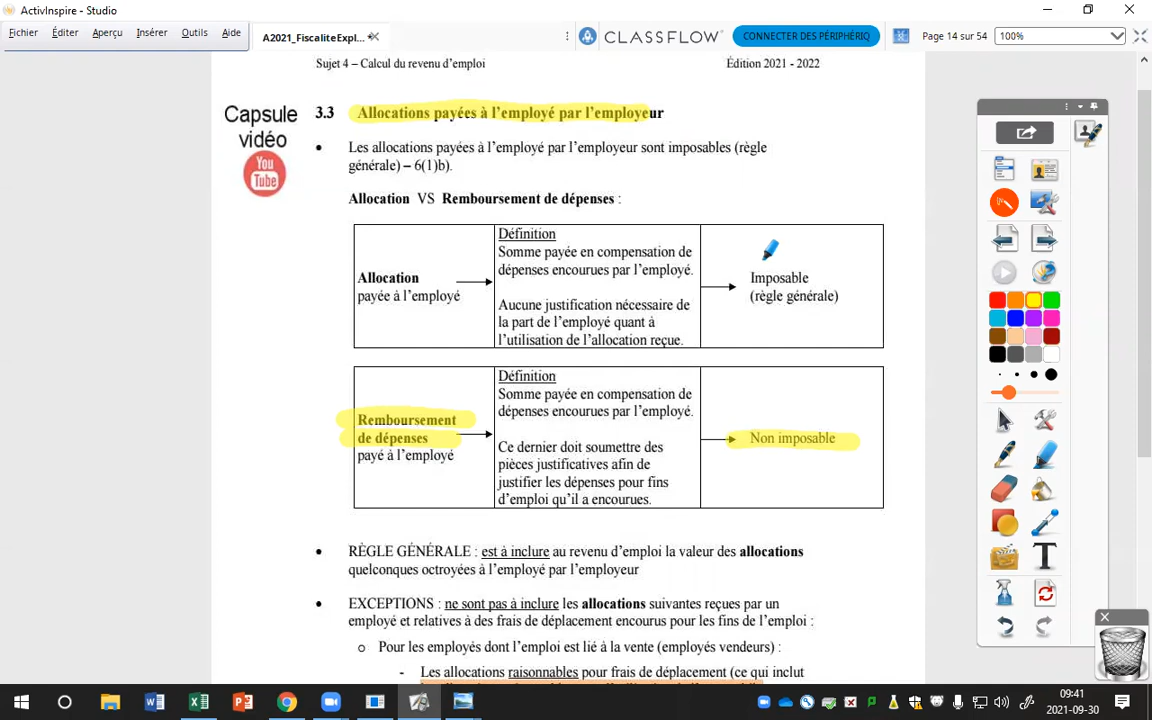 ActivInspire - Studio
Fichier Éditer Aperçu Insérer Outils Aide
A2021_FiscaliteExpl...
CLASSFLOW
CONNECTER DES PÉRIPHÉRIQ
Page 14 sur 54
100%
Sujet 4 – Calcul du revenu d'emploi
Édition 2021 - 2022
Capsule
vidéo
You
Tube
3.3 Allocations payées à l'employé par l'employeur
• Les allocations payées à l'employé par l'employeur sont imposables (règle
générale) – 6(1)b).
Allocation VS Remboursement de dépenses :
Allocation
payée à l'employé
Définition
Somme payée en compensation de
dépenses encourues par l'employé.
Aucune justification nécessaire de
la part de l'employé quant à
l'utilisation de l'allocation reçue.
Imposable
(règle générale)
Remboursement
de dépenses
payé à l'employé
Définition
Somme payée en compensation de
dépenses encourues par l'employé.
Ce dernier doit soumettre des
pièces justificatives afin de
justifier les dépenses pour fins
d'emploi qu'il a encourues.
Non imposable
• RÈGLE GÉNÉRALE : est à inclure au revenu d'emploi la valeur des allocations
quelconques octroyées à l'employé par l'employeur
• EXCEPTIONS : ne sont pas à inclure les allocations suivantes reçues par un
employé et relatives à des frais de déplacement encourus pour les fins de l'emploi :
o Pour les employés dont l'emploi est lié à la vente (employés vendeurs) :
- Les allocations raisonnables pour frais de déplacement (ce qui inclut
09:41
2021-09-30